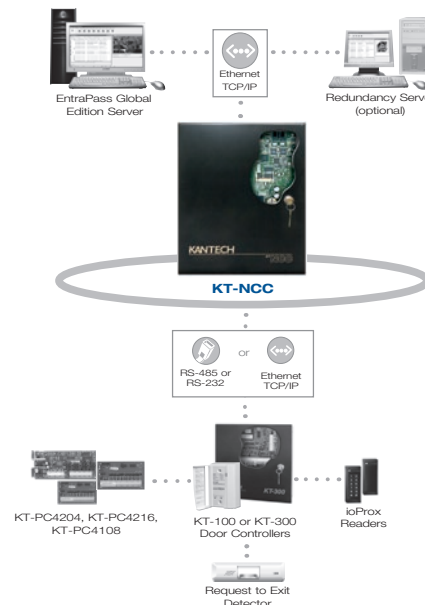 Ethernet
TCP/IP
EntraPass Global
Edition Server
Redundancy Serve
(optional)
KANTECH
KT-NCC
RS-485 or
RS-232
or
Ethernet
TCP/IP
KT-300
KT-PC4204, KT-PC4216,
KT-PC4108
KT-100 or KT-300
Door Controllers
ioProx
Readers
Request to Exit
Detector